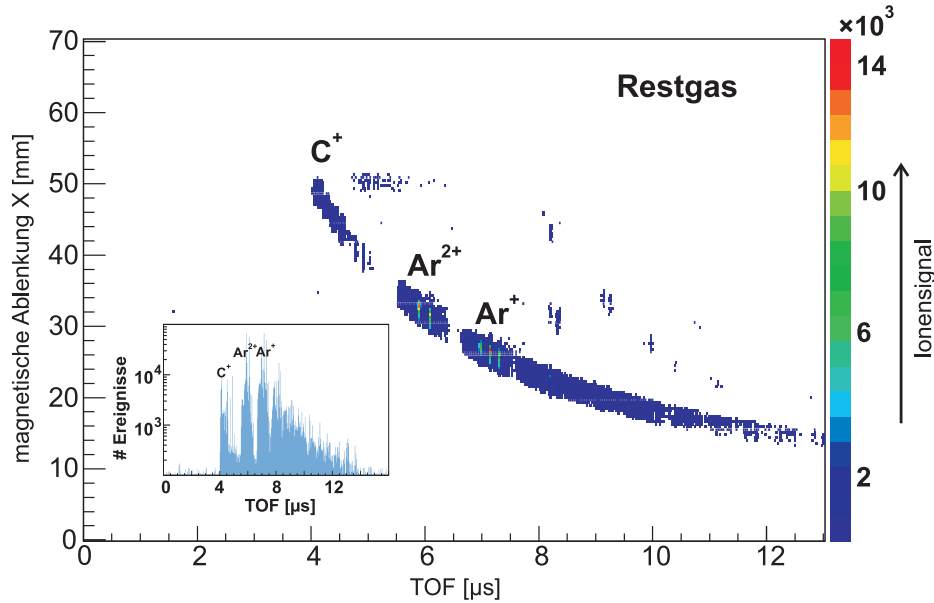 ×10³
70
60
50
40
30
20
10
0
magnetische Ablenkung X [mm]
Restgas
C⁺
Ar²⁺
Ar⁺
14
10
6
2
Ionensignal
# Ereignisse
10⁴
10³
C⁺
Ar²⁺ Ar⁺
0 4 8 12
TOF [µs]
0 2 4 6 8 10 12
TOF [µs]